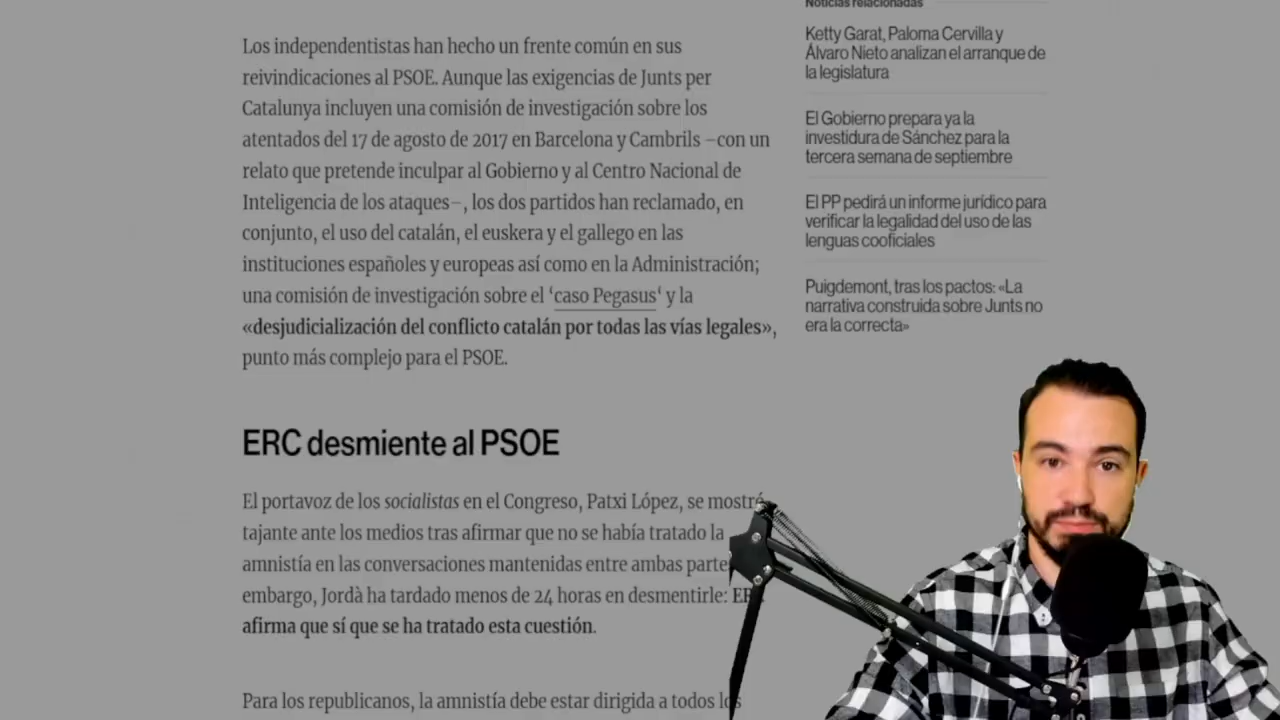 Los independentistas han hecho un frente común en sus
reivindicaciones al PSOE. Aunque las exigencias de Junts per
Catalunya incluyen una comisión de investigación sobre los
atentados del 17 de agosto de 2017 en Barcelona y Cambrils –con un
relato que pretende inculpar al Gobierno y al Centro Nacional de
Inteligencia de los ataques–, los dos partidos han reclamado, en
conjunto, el uso del catalán, el euskera y el gallego en las
instituciones españoles y europeas así como en la Administración;
una comisión de investigación sobre el ‘caso Pegasus‘ y la
«desjudicialización del conflicto catalán por todas las vías legales»,
punto más complejo para el PSOE.
ERC desmiente al PSOE
El portavoz de los socialistas en el Congreso, Patxi López, se mostró
tajante ante los medios tras afirmar que no se había tratado la
amnistía en las conversaciones mantenidas entre ambas parte
embargo, Jordà ha tardado menos de 24 horas en desmentirle: ERC
afirma que sí que se ha tratado esta cuestión.
Para los republicanos, la amnistía debe estar dirigida a todos los
Noticias relacionadas
Ketty Garat, Paloma Cervilla y
Álvaro Nieto analizan el arranque de
la legislatura
El Gobierno prepara ya la
investidura de Sánchez para la
tercera semana de septiembre
El PP pedirá un informe jurídico para
verificar la legalidad del uso de las
lenguas cooficiales
Puigdemont, tras los pactos: «La
narrativa construida sobre Junts no
era la correcta»